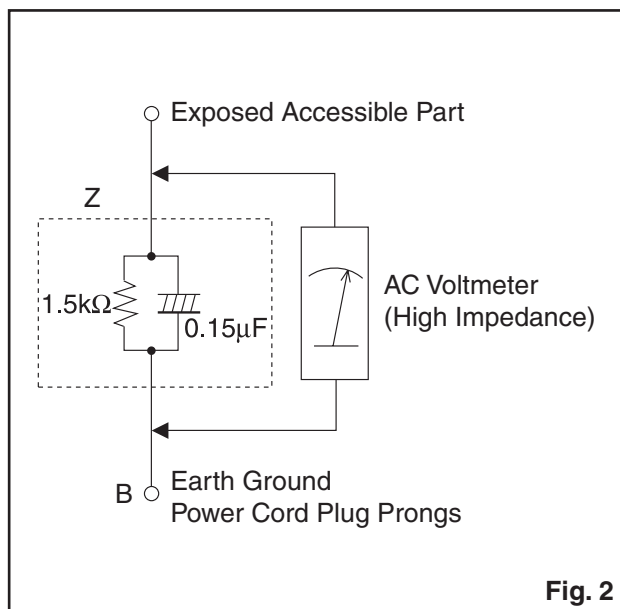 Exposed Accessible Part
Z
1.5kΩ
0.15μF
AC Voltmeter
(High Impedance)
B
Earth Ground
Power Cord Plug Prongs
Fig. 2